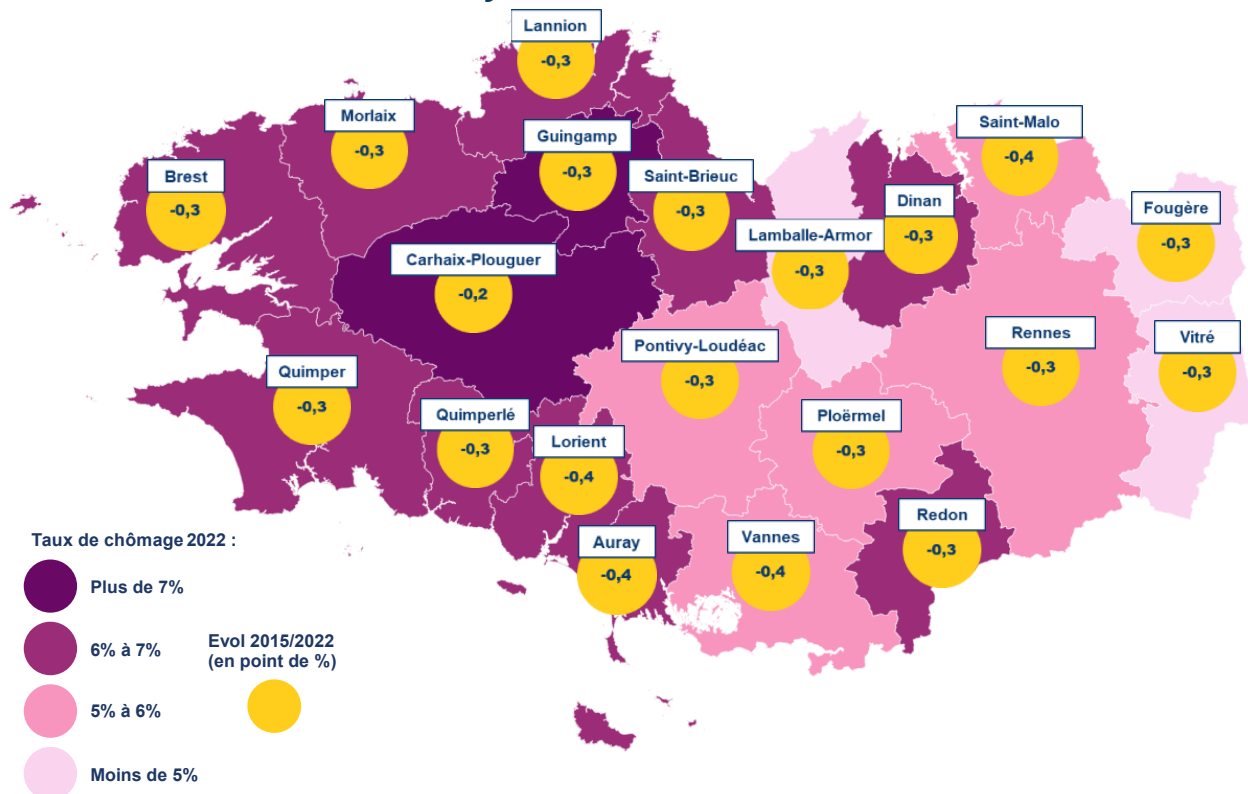 Lannion
-0,3
Morlaix
-0,3
Guingamp
-0,3
Saint-Malo
-0,4
Brest
-0,3
Saint-Brieuc
-0,3
Dinan
-0,3
Fougère
-0,3
Lamballe-Armor
-0,3
Carhaix-Plouguer
-0,2
Rennes
-0,3
Vitré
-0,3
Pontivy-Loudéac
-0,3
Quimper
-0,3
Quimperlé
-0,3
Ploërmel
-0,3
Lorient
-0,4
Redon
-0,3
Auray
-0,4
Vannes
-0,4
Taux de chômage 2022 :
Plus de 7%
6% à 7%
5% à 6%
Moins de 5%
Evol 2015/2022
(en point de %)